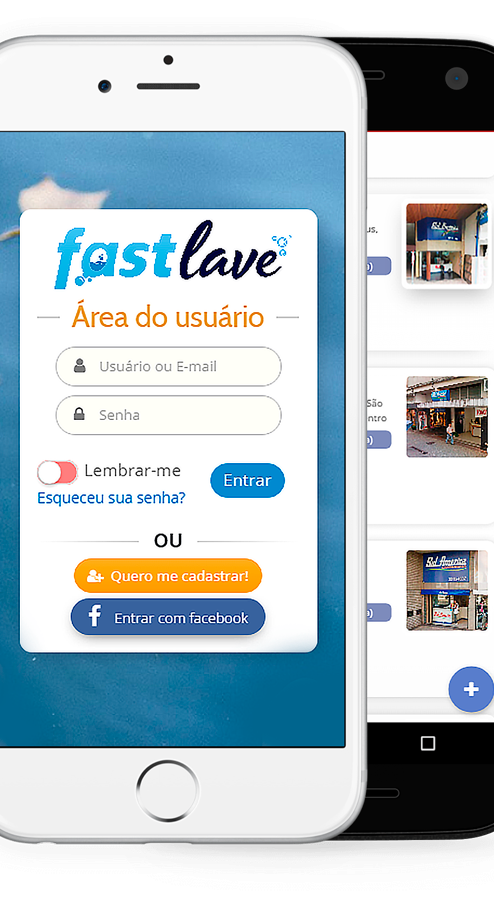 fastlave
Área do usuário
Usuário ou E-mail
Senha
Lembrar-me
Entrar
Esqueceu sua senha?
OU
Quero me cadastrar!
Entrar com facebook
us,
São
entro
Sul América